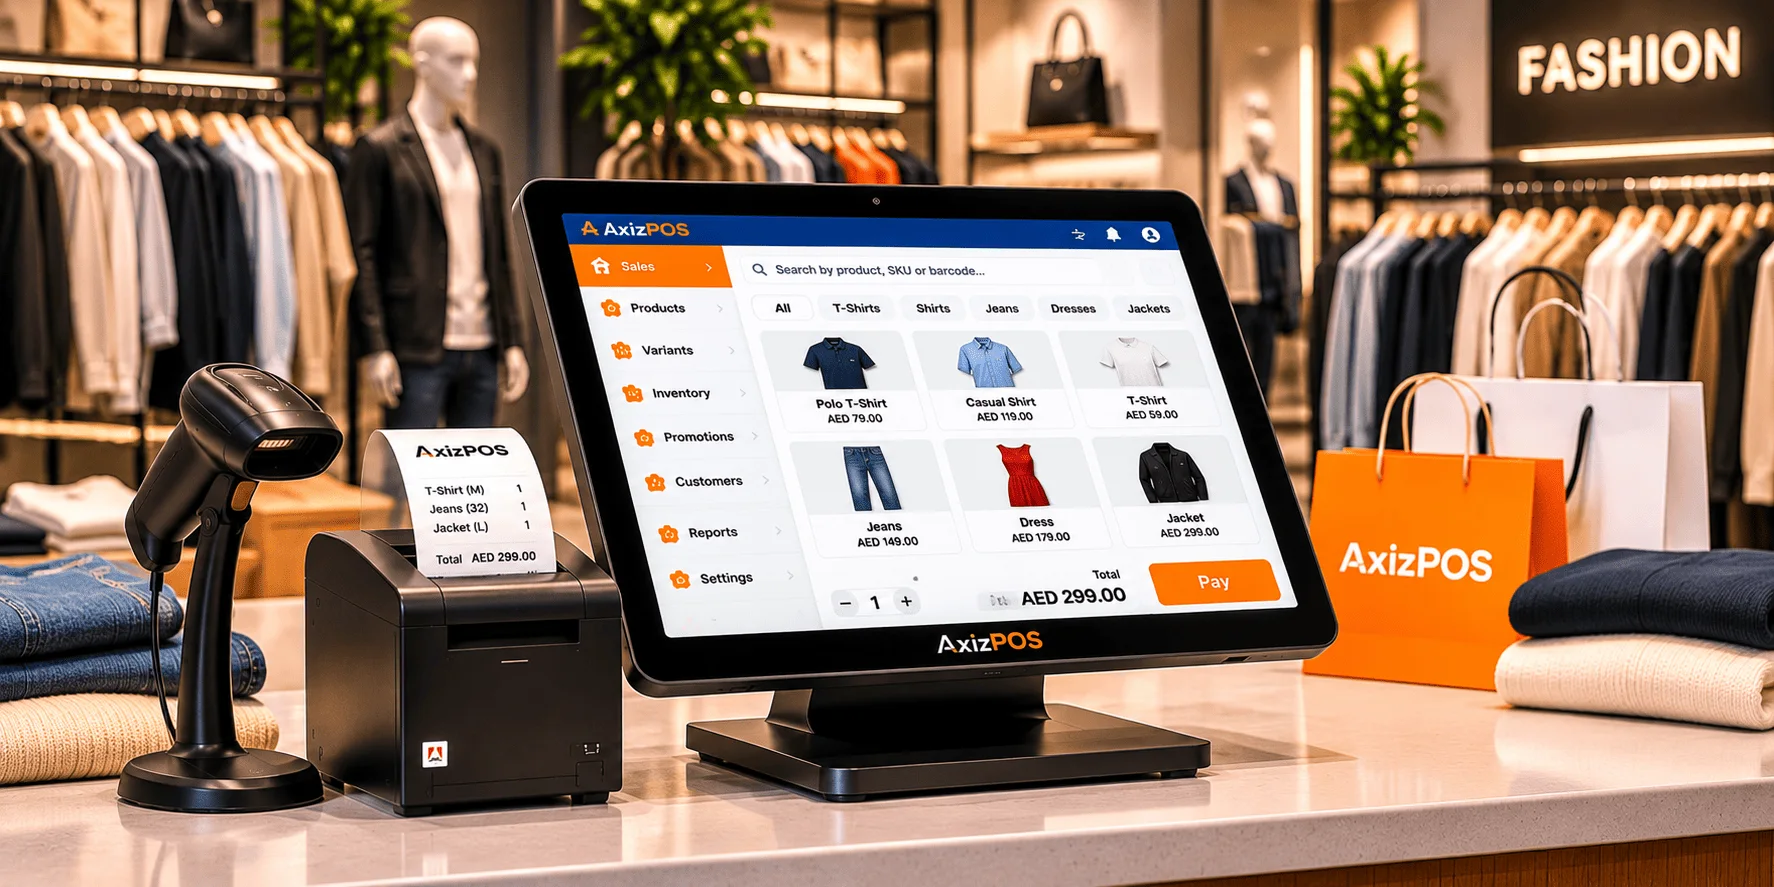 FASHION
AxizPOS
Sales
Search by product, SKU or barcode...
Products
All
T-Shirts
Shirts
Jeans
Dresses
Jackets
Variants
Inventory
Polo T-Shirt
AED 79.00
Casual Shirt
AED 119.00
T-Shirt
AED 59.00
Promotions
Customers
Reports
Jeans
AED 149.00
Dress
AED 179.00
Jacket
AED 299.00
Settings
1
Total
AED 299.00
Pay
AxizPOS
AxizPOS
T-Shirt (M) 1
Jeans (32) 1
Jacket (L) 1
Total AED 299.00
AxizPOS